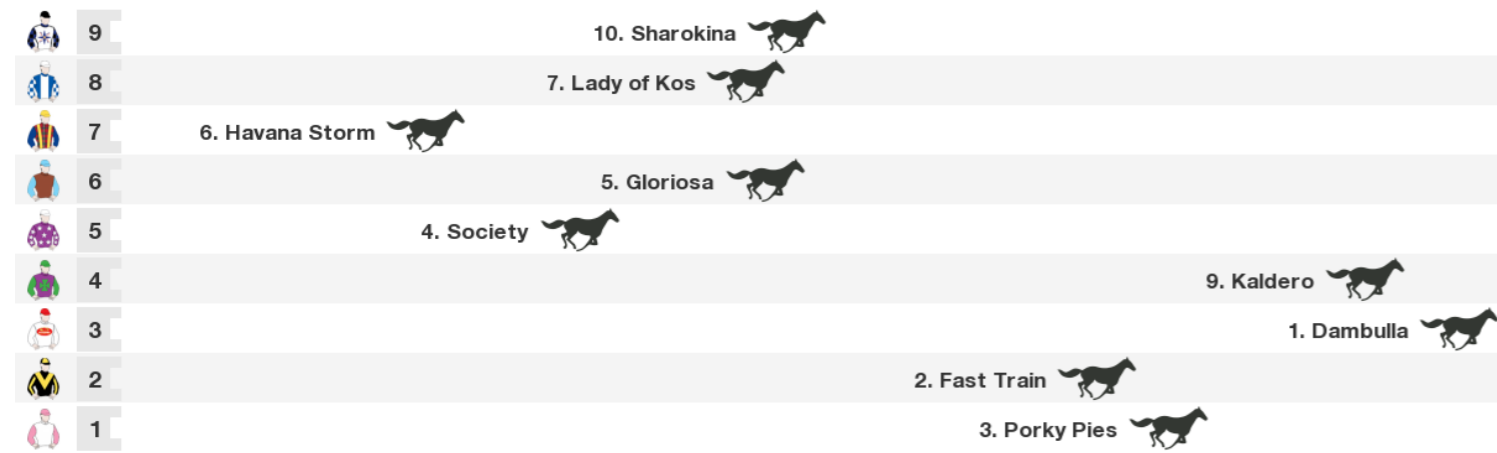 9 10. Sharokina
8 7. Lady of Kos
7 6. Havana Storm
6 5. Gloriosa
5 4. Society
4 9. Kaldero
3 1. Dambulla
2 2. Fast Train
1 3. Porky Pies